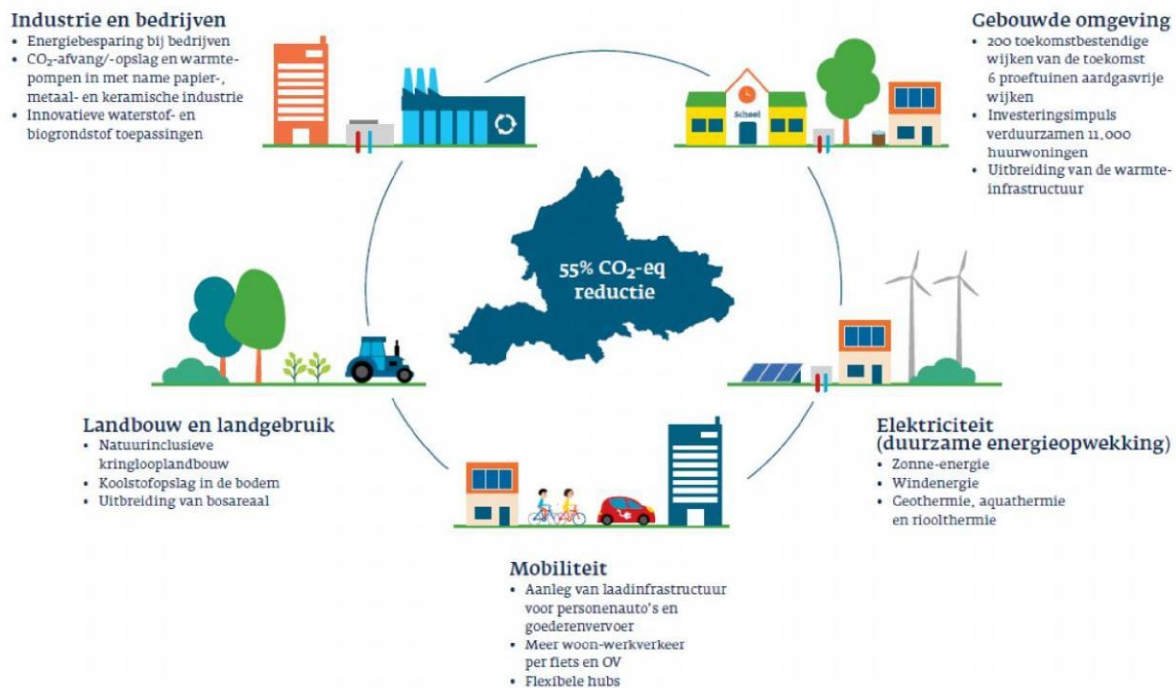 Industrie en bedrijven
• Energiebesparing bij bedrijven
• CO₂-afvang/-opslag en warmte-
pompen in met name papier-,
metaal- en keramische industrie
• Innovatieve waterstof- en
biogrondstof toepassingen
Gebouwde omgeving
• 200 toekomstbestendige
wijken van de toekomst
6 proeftuinen aardgasvrije
wijken
• Investeringsimpuls
verduurzamen 11,000
huurwoningen
• Uitbreiding van de warmte-
infrastructuur
School
55% CO₂-eq
reductie
Landbouw en landgebruik
• Natuurinclusieve
kringlooplandbouw
• Koolstofopslag in de bodem
• Uitbreiding van bosareaal
Elektriciteit
(duurzame energieopwekking)
• Zonne-energie
• Windenergie
• Geothermie, aquathermie
en rioolthermie
Mobiliteit
• Aanleg van laadinfrastructuur
voor personenauto's en
goederenvervoer
• Meer woon-werkverkeer
per fiets en OV
• Flexibele hubs